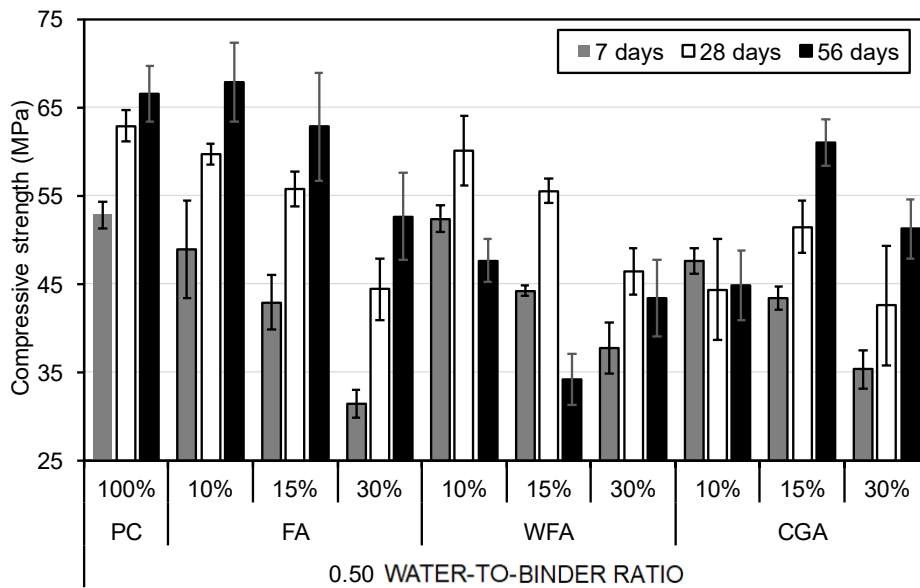 75
65
55
45
35
25
Compressive strength (MPa)
7 days 28 days 56 days
100% 10% 15% 30% 10% 15% 30% 10% 15% 30%
PC FA WFA CGA
0.50 WATER-TO-BINDER RATIO